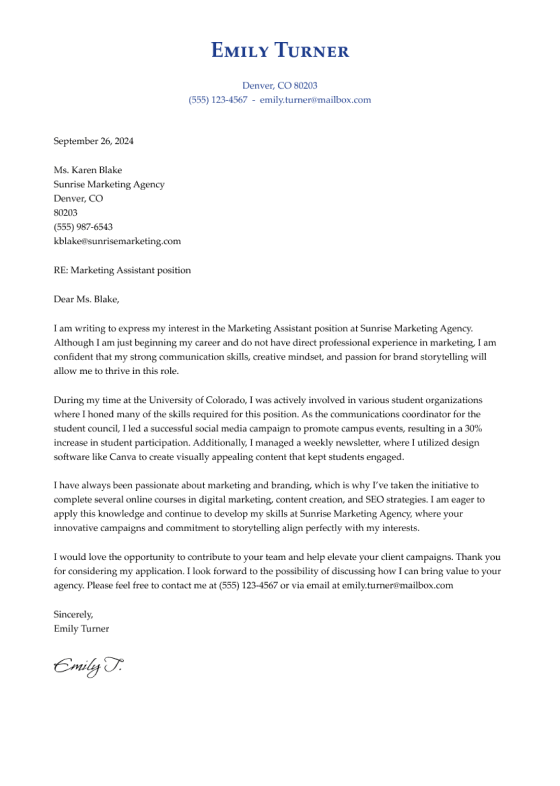 Emily Turner
Denver, CO 80203
(555) 123-4567 - emily.turner@mailbox.com
September 26, 2024
Ms. Karen Blake
Sunrise Marketing Agency
Denver, CO
80203
(555) 987-6543
kblake@sunrisemarketing.com
RE: Marketing Assistant position
Dear Ms. Blake,
I am writing to express my interest in the Marketing Assistant position at Sunrise Marketing Agency.
Although I am just beginning my career and do not have direct professional experience in marketing, I am
confident that my strong communication skills, creative mindset, and passion for brand storytelling will
allow me to thrive in this role.
During my time at the University of Colorado, I was actively involved in various student organizations
where I honed many of the skills required for this position. As the communications coordinator for the
student council, I led a successful social media campaign to promote campus events, resulting in a 30%
increase in student participation. Additionally, I managed a weekly newsletter, where I utilized design
software like Canva to create visually appealing content that kept students engaged.
I have always been passionate about marketing and branding, which is why I’ve taken the initiative to
complete several online courses in digital marketing, content creation, and SEO strategies. I am eager to
apply this knowledge and continue to develop my skills at Sunrise Marketing Agency, where your
innovative campaigns and commitment to storytelling align perfectly with my interests.
I would love the opportunity to contribute to your team and help elevate your client campaigns. Thank you
for considering my application. I look forward to the possibility of discussing how I can bring value to your
agency. Please feel free to contact me at (555) 123-4567 or via email at emily.turner@mailbox.com
Sincerely,
Emily Turner
Emily T.